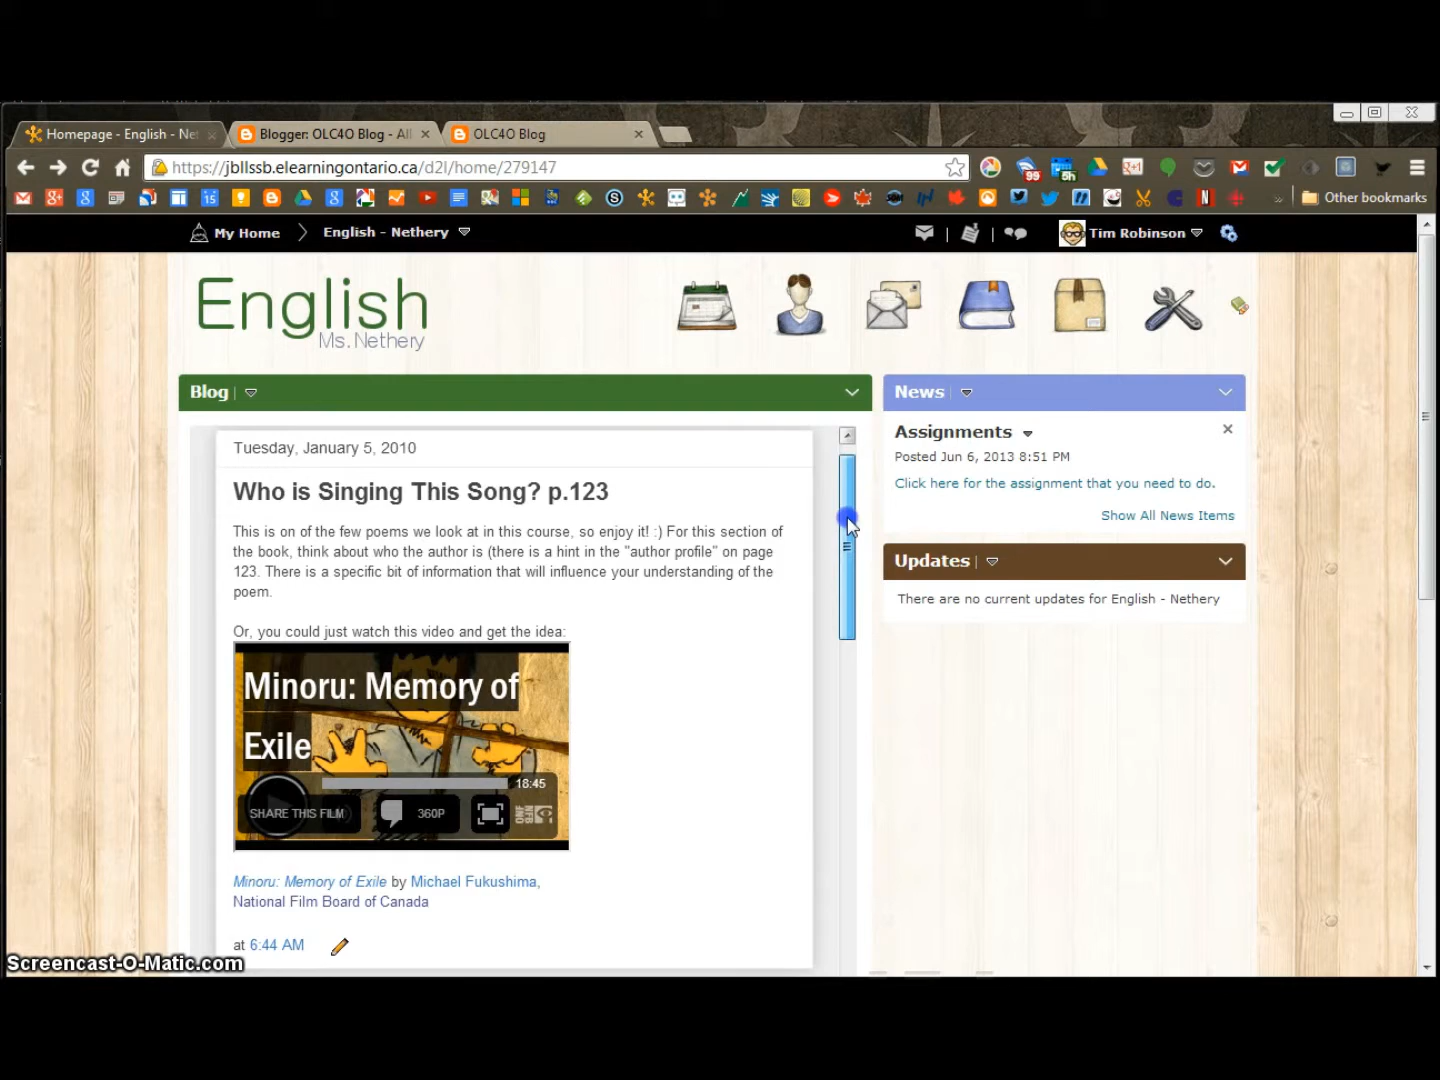 Homepage - English - Net
Blogger: OLC4O Blog - All
OLC4O Blog
https://jbllssb.elearningontario.ca/d2l/home/279147
99
5h
15
Other bookmarks
My Home
English - Nethery
Tim Robinson
English
Ms. Nethery
Blog
News
Tuesday, January 5, 2010
Who is Singing This Song? p.123
This is on of the few poems we look at in this course, so enjoy it! :) For this section of
the book, think about who the author is (there is a hint in the "author profile" on page
123. There is a specific bit of information that will influence your understanding of the
poem.
Or, you could just watch this video and get the idea:
Minoru: Memory of
Exile
18:45
SHARE THIS FILM
360P
Minoru: Memory of Exile by Michael Fukushima,
National Film Board of Canada
at 6:44 AM
Assignments
Posted Jun 6, 2013 8:51 PM
Click here for the assignment that you need to do.
Show All News Items
Updates
There are no current updates for English - Nethery
Screencast-O-Matic.com